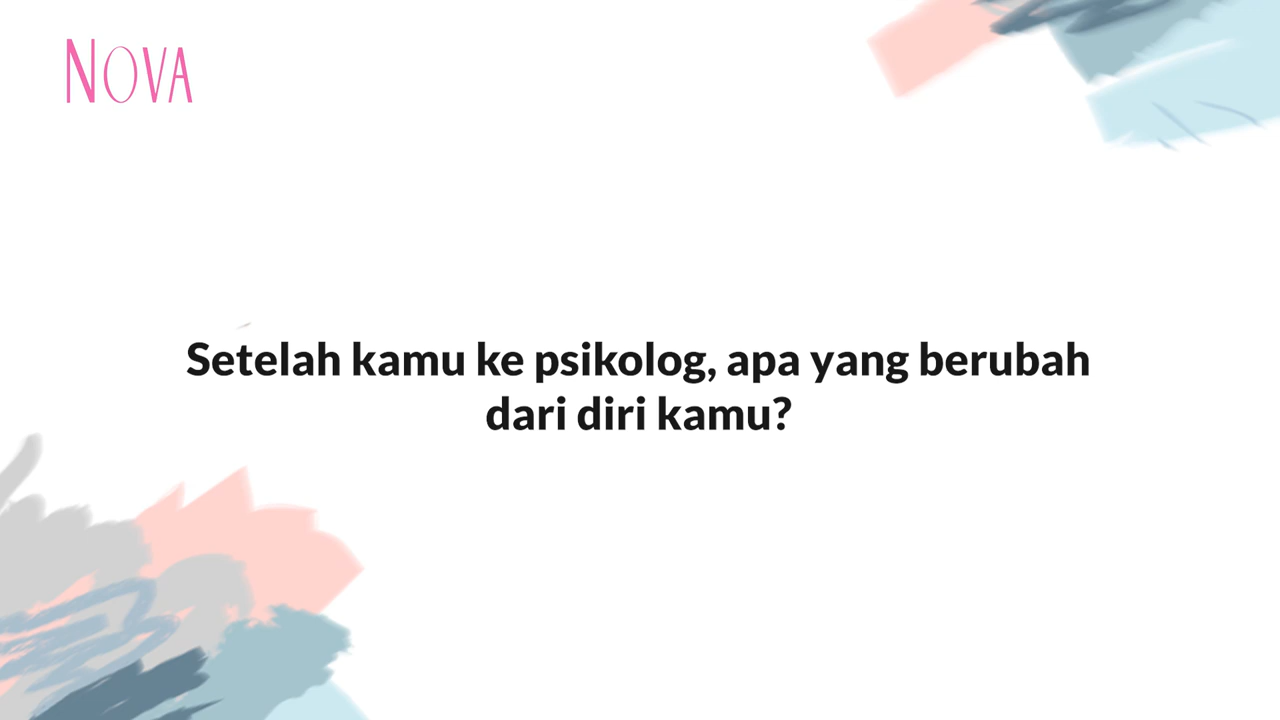 NOVA
Setelah kamu ke psikolog, apa yang berubah
dari diri kamu?